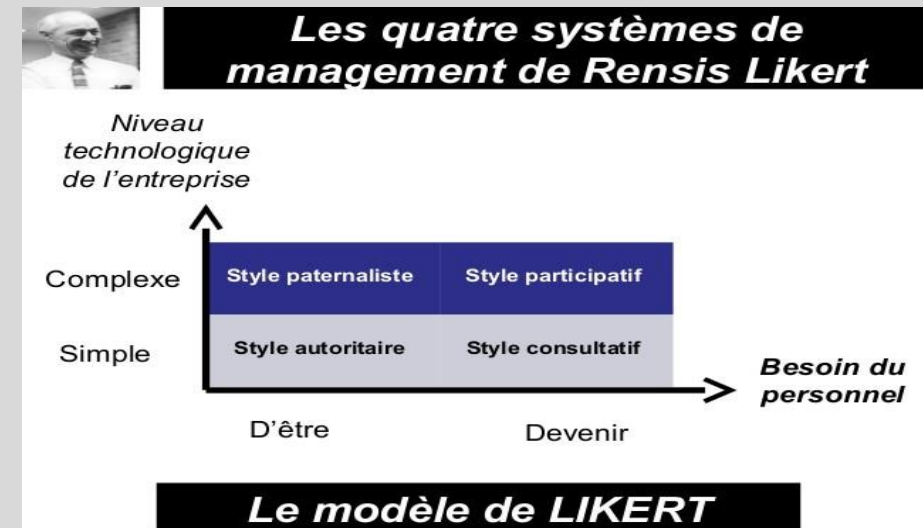 Les quatre systèmes de
management de Rensis Likert
Niveau
technologique
de l'entreprise
Complexe
Style paternaliste
Style participatif
Simple
Style autoritaire
Style consultatif
Besoin du
personnel
D'être
Devenir
Le modèle de LIKERT